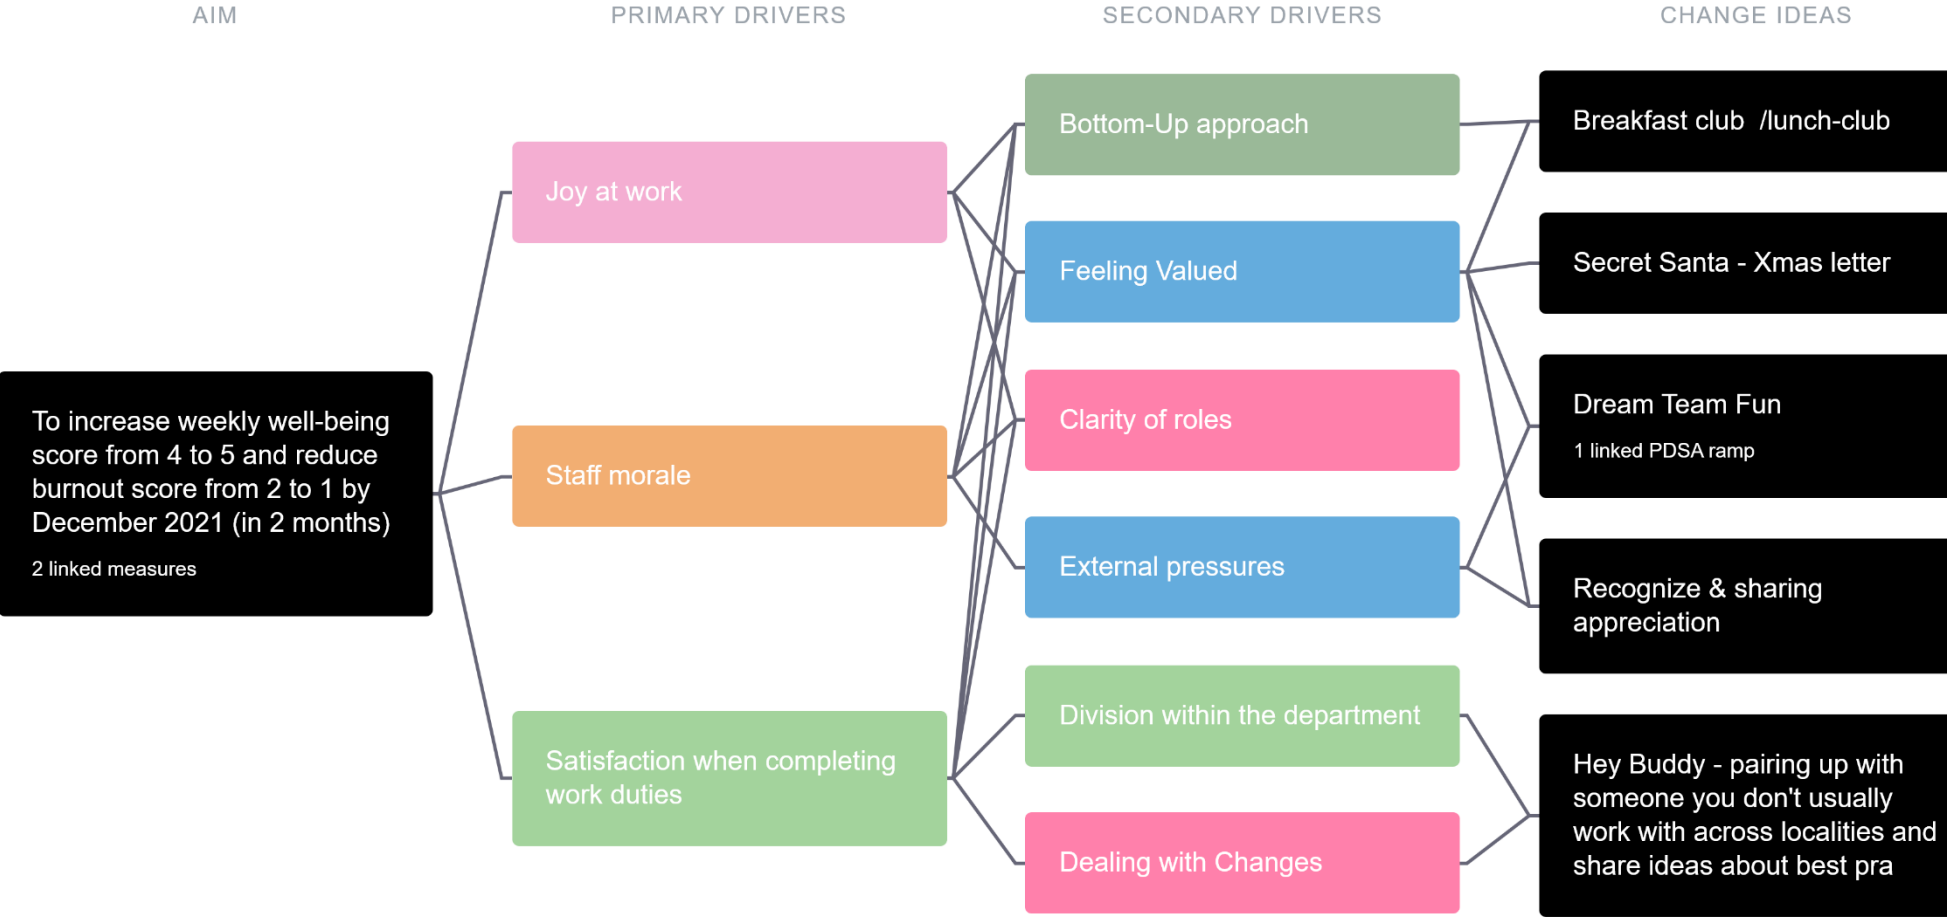 AIM
PRIMARY DRIVERS
SECONDARY DRIVERS
CHANGE IDEAS
To increase weekly well-being
score from 4 to 5 and reduce
burnout score from 2 to 1 by
December 2021 (in 2 months)
2 linked measures
Joy at work
Staff morale
Satisfaction when completing
work duties
Bottom-Up approach
Feeling Valued
Clarity of roles
External pressures
Division within the department
Dealing with Changes
Breakfast club  /lunch-club
Secret Santa - Xmas letter
Dream Team Fun
1 linked PDSA ramp
Recognize & sharing
appreciation
Hey Buddy - pairing up with
someone you don't usually
work with across localities and
share ideas about best pra